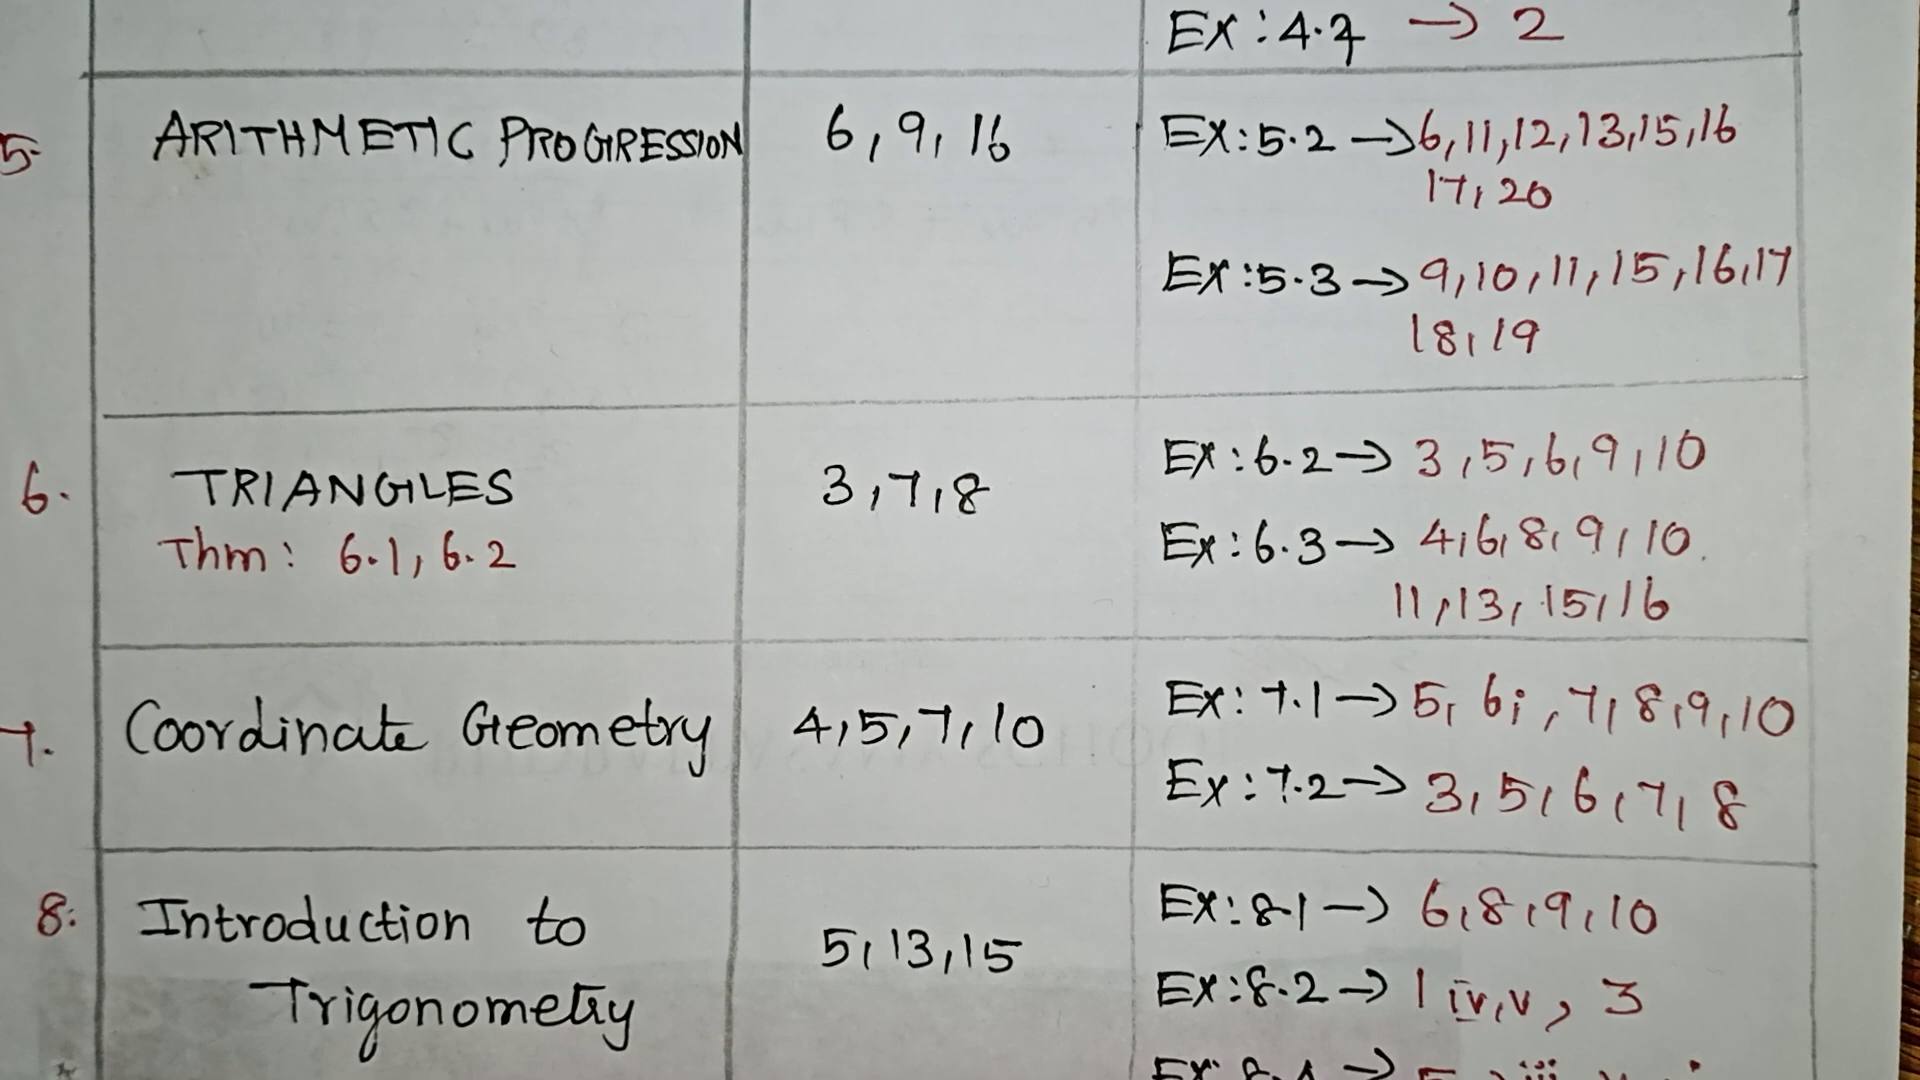 Ex : 4.7 → 2
5. ARITHMETIC PROGRESSION 6, 9, 16 Ex: 5.2 → 6, 11, 12, 13, 15, 16
17, 20
Ex : 5.3 → 9, 10, 11, 15, 16, 17
18, 19
6. TRIANGLES 3, 7, 8 Ex : 6.2 → 3, 5, 6, 9, 10
Thm : 6.1, 6.2 Ex : 6.3 → 4, 6, 8, 9, 10.
11, 13, 15, 16
7. Coordinate Geometry 4, 5, 7, 10 Ex: 7.1 → 5, 6i, 7, 8, 9, 10
Ex : 7.2 → 3, 5, 6, 7, 8
8. Introduction to 5, 13, 15 Ex: 8.1 → 6, 8, 9, 10
Trigonometry Ex: 8.2 → 1 iv, v, 3